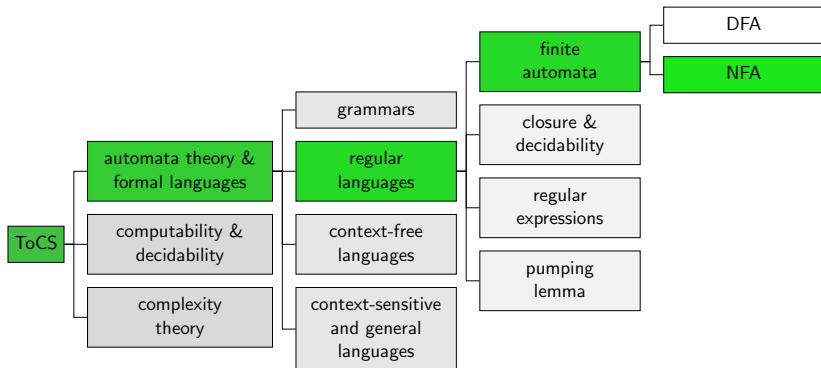 ToCS
automata theory &
formal languages
computability &
decidability
complexity
theory
grammars
regular
languages
context-free
languages
context-sensitive
and general
languages
finite
automata
closure &
decidability
regular
expressions
pumping
lemma
DFA
NFA